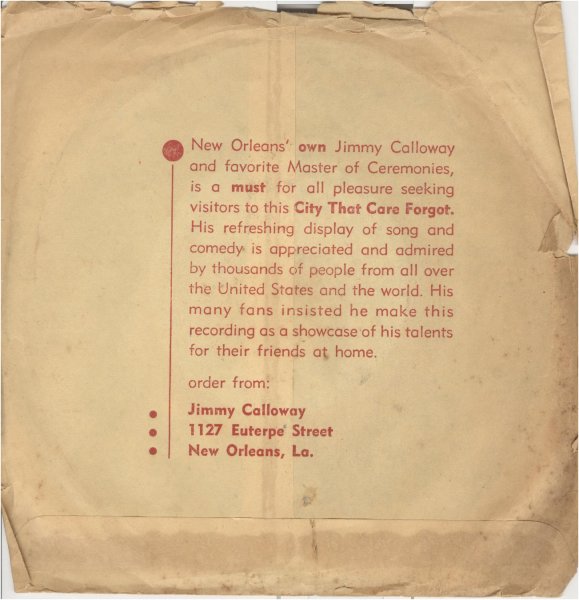 New Orleans' own Jimmy Calloway
and favorite Master of Ceremonies,
is a must for all pleasure seeking
visitors to this City That Care Forgot.
His refreshing display of song and
comedy is appreciated and admired
by thousands of people from all over
the United States and the world. His
many fans insisted he make this
recording as a showcase of his talents
for their friends at home.
order from:
Jimmy Calloway
1127 Euterpe Street
New Orleans, La.